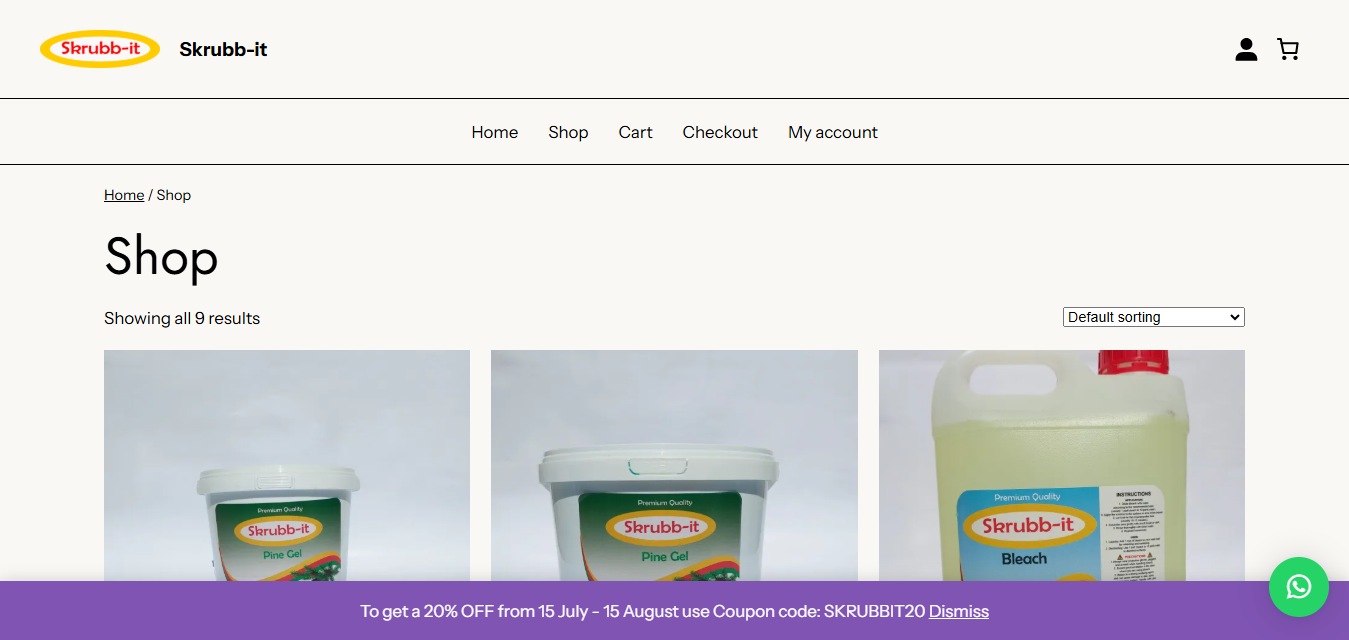 Skrubb-it Skrubb-it
Home Shop Cart Checkout My account
Home / Shop
Shop
Showing all 9 results
Default sorting
Premium Quality
Skrubb-it
Pine Gel
Premium Quality
Skrubb-it
Pine Gel
Premium Quality
Skrubb-it
Bleach
INSTRUCTIONS
To get a 20% OFF from 15 July - 15 August use Coupon code: SKRUBBIT20 Dismiss